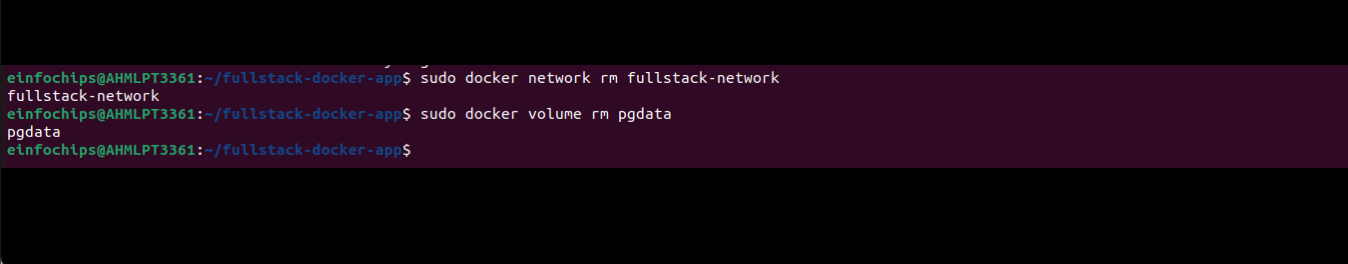 einfochips@AHMLPT3361:~/fullstack-docker-app$ sudo docker network rm fullstack-network
fullstack-network
einfochips@AHMLPT3361:~/fullstack-docker-app$ sudo docker volume rm pgdata
pgdata
einfochips@AHMLPT3361:~/fullstack-docker-app$